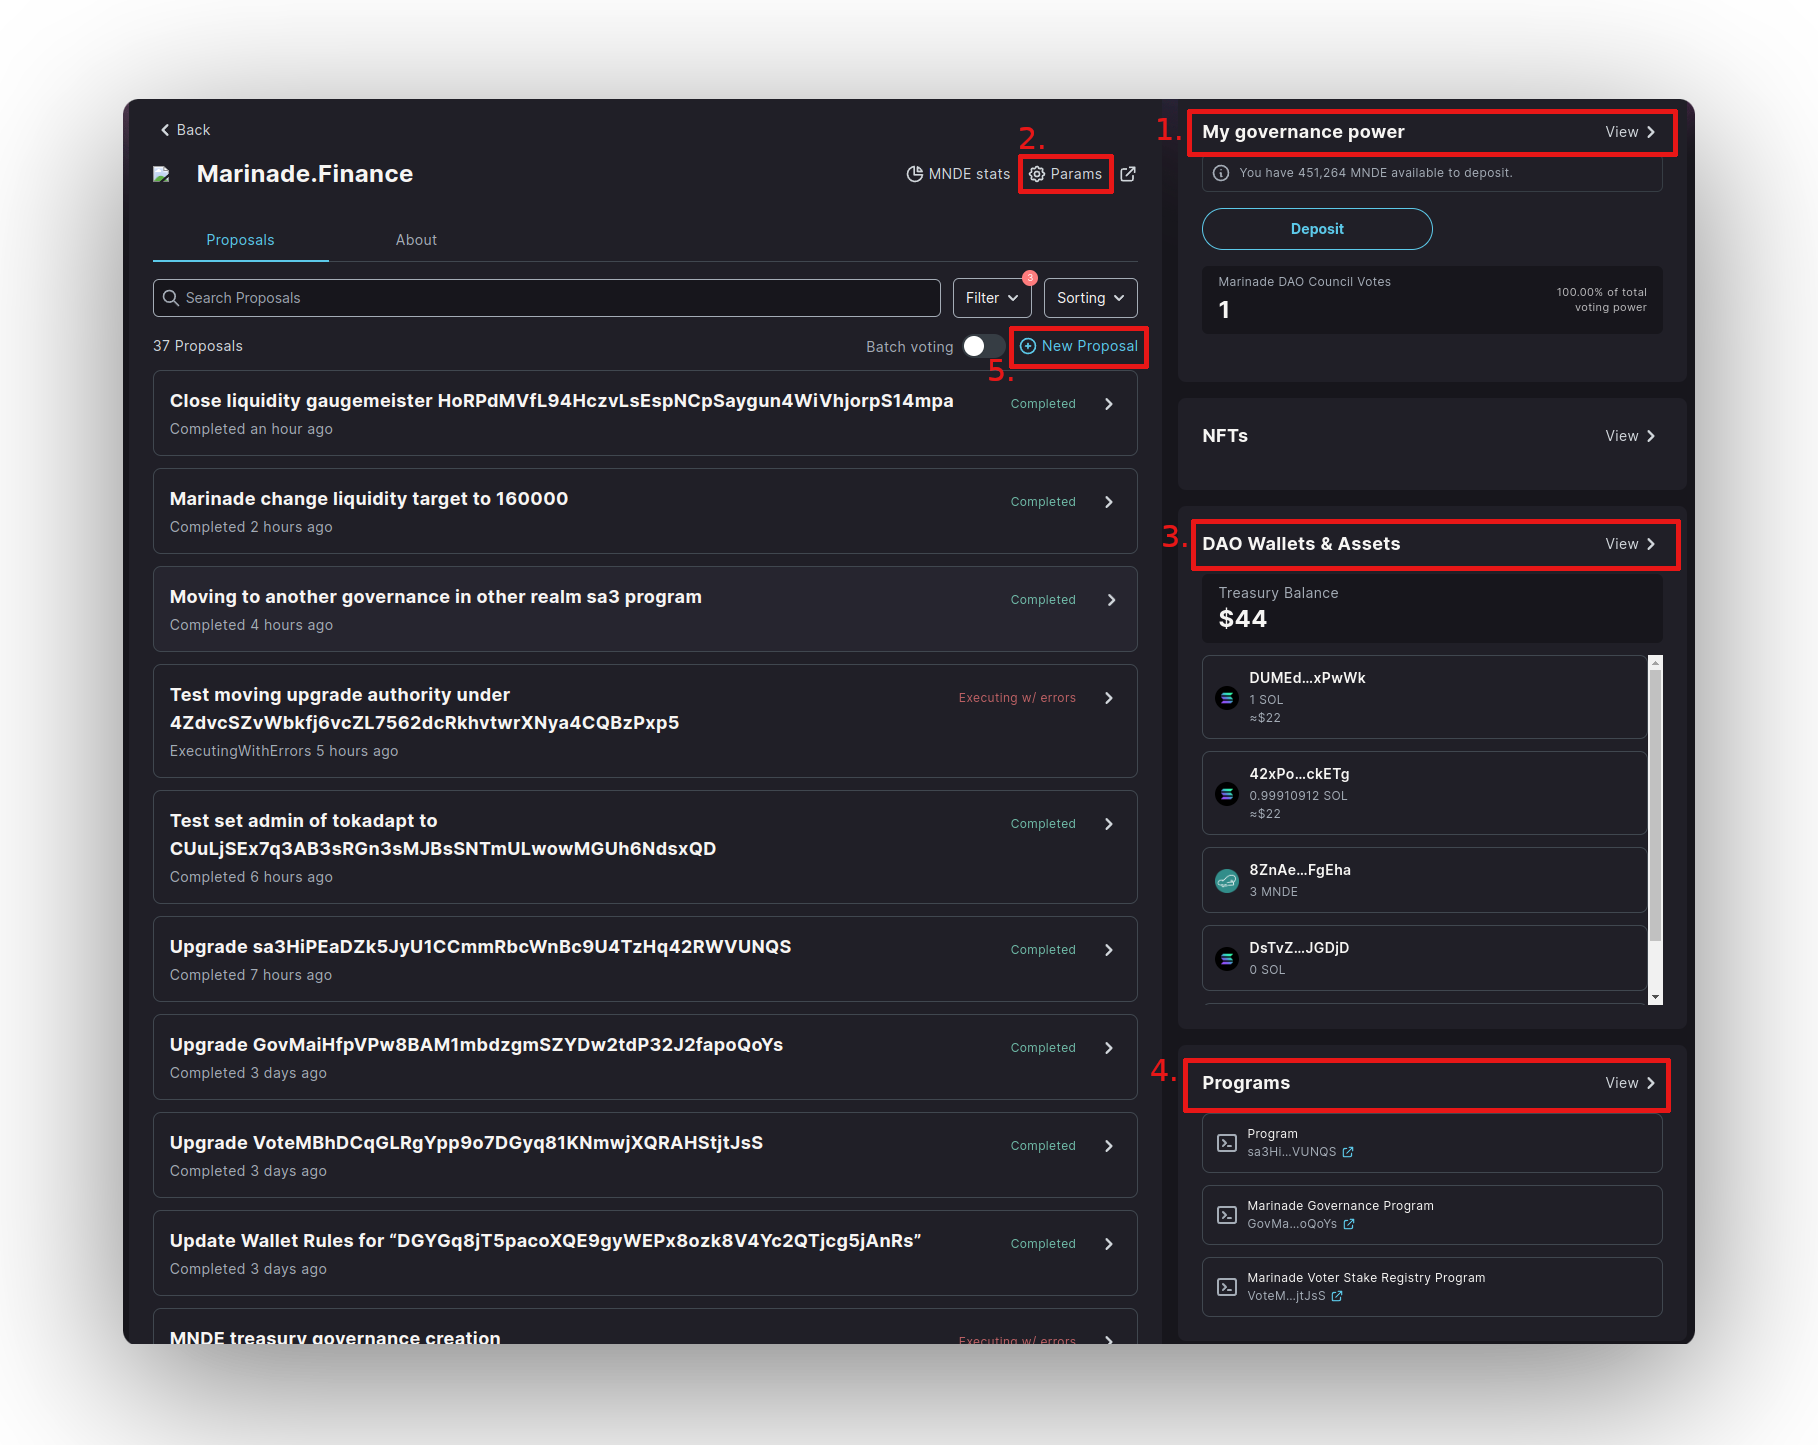 Back
Marinade.Finance
MNDE stats
2.
Params
Proposals
About
Search Proposals
Filter
3
Sorting
37 Proposals
Batch voting
New Proposal
5.
Close liquidity gaugemeister HoRPdMVfL94HczvLsEspNCpSaygun4WiVhjorpS14mpa
Completed
Completed an hour ago
Marinade change liquidity target to 160000
Completed
Completed 2 hours ago
Moving to another governance in other realm sa3 program
Completed
Completed 4 hours ago
Test moving upgrade authority under
4ZdvcSZvWbkfj6vcZL7562dcRkhvtwrXNya4CQBzPxp5
Executing w/ errors
ExecutingWithErrors 5 hours ago
Test set admin of tokadapt to
CUuLjSEx7q3AB3sRGn3sMJBsSNTmULwowMGUh6NdsxQD
Completed
Completed 6 hours ago
Upgrade sa3HiPEaDZk5JyU1CCmmRbcWnBc9U4TzHq42RWVUNQS
Completed
Completed 7 hours ago
Upgrade GovMaiHfpVPw8BAM1mbdzgmSZYDw2tdP32J2fapoQoYs
Completed
Completed 3 days ago
Upgrade VoteMBhDCqGLRgYpp9o7DGyq81KNmwjXQRAHStjtJsS
Completed
Completed 3 days ago
Update Wallet Rules for “DGYGq8jT5pacoXQE9gyWEPx8ozk8V4Yc2QTjcg5jAnRs”
Completed
Completed 3 days ago
MNDE treasury governance creation
Executing w/ errors
1.
My governance power
View
You have 451,264 MNDE available to deposit.
Deposit
Marinade DAO Council Votes
1
100.00% of total
voting power
NFTs
View
3.
DAO Wallets & Assets
View
Treasury Balance
$44
DUMEd...xPwWk
1 SOL
≈$22
42xPo...ckETg
0.99910912 SOL
≈$22
8ZnAe...FgEha
3 MNDE
DsTvZ...JGDjD
0 SOL
4.
Programs
View
Program
sa3Hi...VUNQS
Marinade Governance Program
GovMa...oQoYs
Marinade Voter Stake Registry Program
VoteM...jtJsS